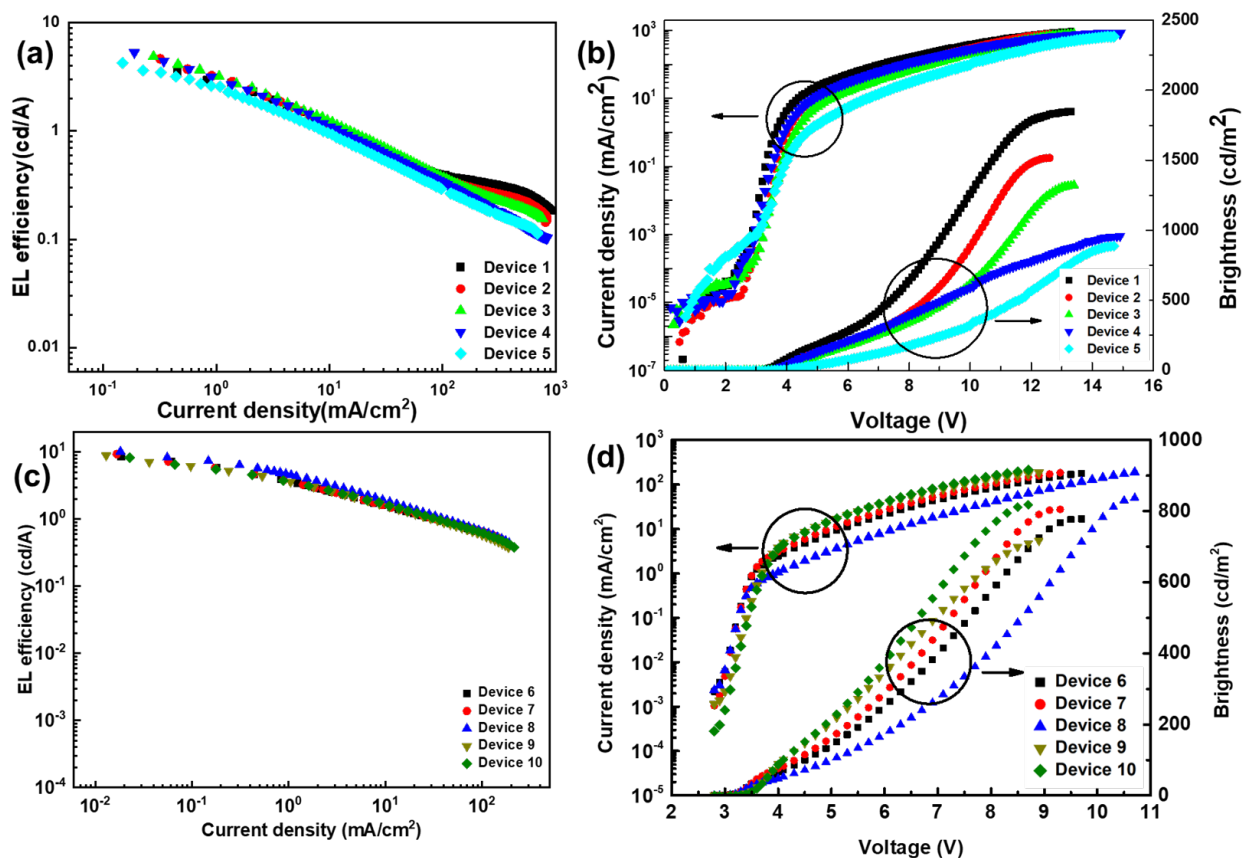 (a)
EL efficiency(cd/A)
10
1
0.1
0.01
10⁻¹ 10⁰ 10¹ 10² 10³
Current density(mA/cm²)
Device 1
Device 2
Device 3
Device 4
Device 5
(b)
Current density (mA/cm²)
10³
10¹
10⁻¹
10⁻³
10⁻⁵
10⁻⁷
0 2 4 6 8 10 12 14 16
Voltage (V)
2500
2000
1500
1000
500
0
Brightness (cd/m²)
Device 1
Device 2
Device 3
Device 4
Device 5
(c)
EL efficiency (cd/A)
10²
10¹
10⁰
10⁻¹
10⁻²
10⁻³
10⁻⁴
10⁻² 10⁻¹ 10⁰ 10¹ 10²
Current density (mA/cm²)
Device 6
Device 7
Device 8
Device 9
Device 10
(d)
Current density (mA/cm²)
10³
10²
10¹
10⁰
10⁻¹
10⁻²
10⁻³
10⁻⁴
10⁻⁵
2 3 4 5 6 7 8 9 10 11
Voltage (V)
1000
800
600
400
200
0
Brightness (cd/m²)
Device 6
Device 7
Device 8
Device 9
Device 10